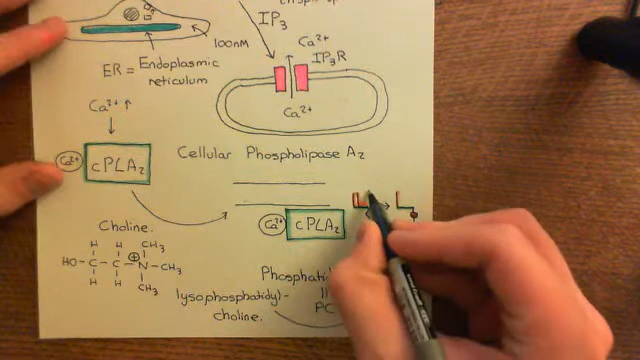 IP3
100nM
Ca2+
IP3R
ER = Endoplasmic
reticulum
Ca2+ ↑
Ca2+
Ca2+
cPLA2
Cellular Phospholipase A2
Ca2+
cPLA2
Choline.
H H CH3
HO-C-C-N-CH3
⊕
H H CH3
lysophosphatidyl-
choline.
PC